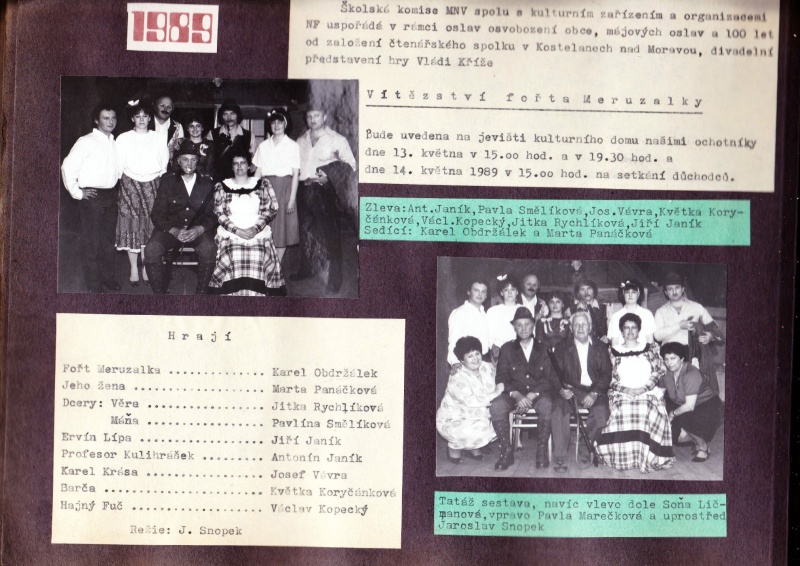 1989
Školská komise MNV spolu s kulturním zařízením a organizacemi
NF uspořádá v rámci oslav osvobození obce, májových oslav a 100 let
od založení čtenářského spolku v Kostelanech nad Moravou, divadelní
představení hry Vládi Kříže
Vítězství fořta Meruzalky
Bude uvedena na jevišti kulturního domu našimi ochotníky
dne 13. května v 15.oo hod. a v 19.30 hod. a
dne 14. května 1989 v 15.oo hod. na setkání důchodců.
Zleva:Ant.Janík,Pavla Smělíková,Jos.Vávra,Květka Kory-
čánková,Václ.Kopecký,Jitka Rychlíková,Jiří Janík
Sedící: Karel Obdržálek a Marta Panáčková
Hrají
Fořt Meruzalka .............. Karel Obdržálek
Jeho žena ................... Marta Panáčková
Dcery: Věra ................. Jitka Rychlíková
Máňa ................. Pavlína Smělíková
Ervín Lípa .................. Jiří Janík
Profesor Kulihrášek ......... Antonín Janík
Karel Krása ................. Josef Vávra
Barča ....................... Květka Koryčánková
Hajný Fuč ................... Václav Kopecký
Režie: J. Snopek
Tatáž sestava, navíc vlevo dole Soňa Lič-
manová,vpravo Pavla Marečková a uprostřed
Jaroslav Snopek